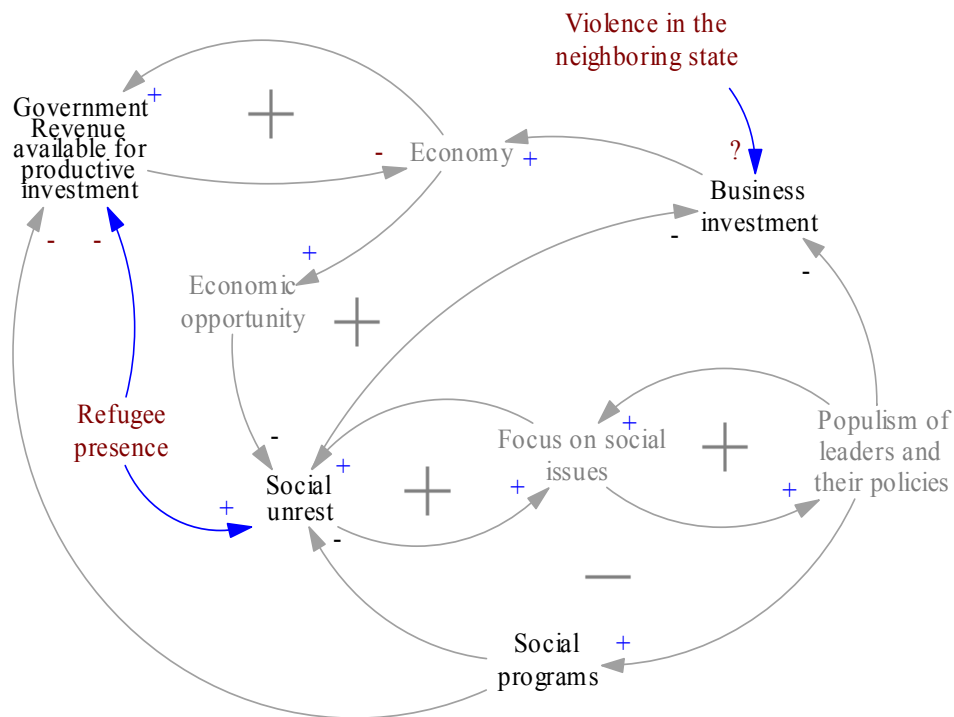 Violence in the
neighboring state
Government
Revenue
available for
productive
investment
+
+
-
Economy
+
?
Business
investment
-
-
- -
+
Economic
opportunity
+
Refugee
presence
-
+
Social
unrest
+
-
+
+
Focus on social
issues
+
+
+
+
Populism of
leaders and
their policies
—
Social
programs
+